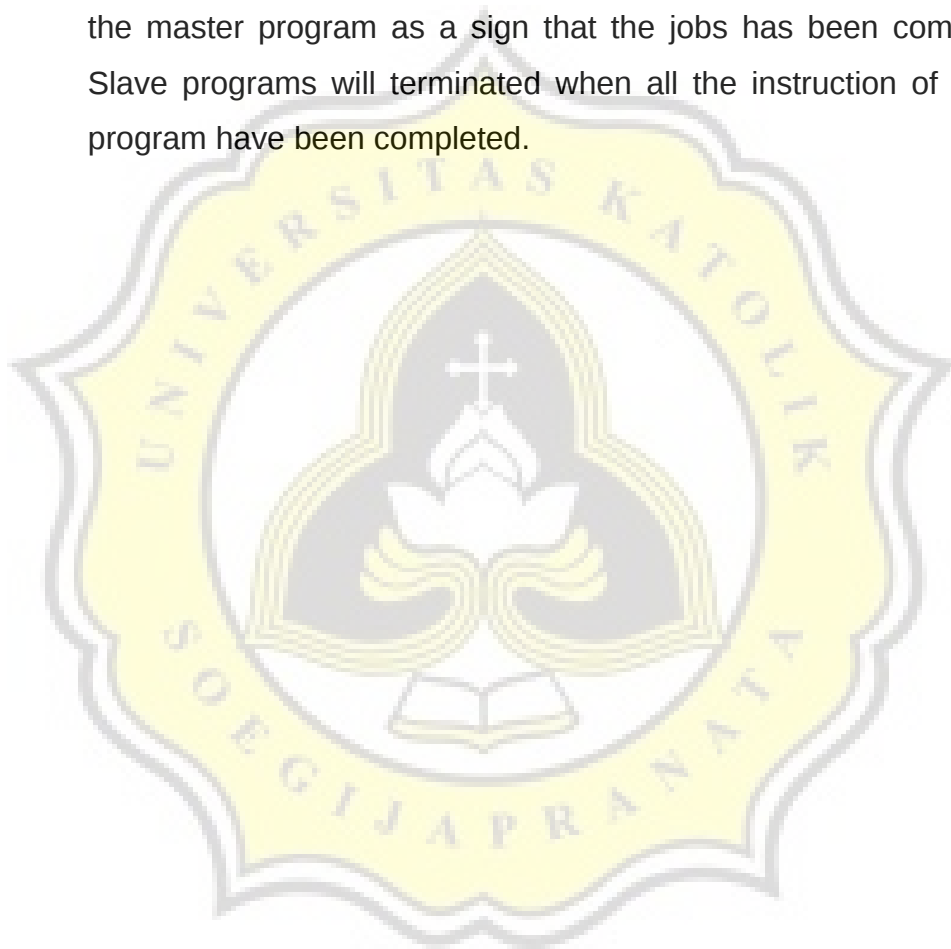 the master program as a sign that the jobs has been com
Slave programs will terminated when all the instruction of
program have been completed.
UNIVERSITAS KATOLIK
SOEGIJAPRANATA